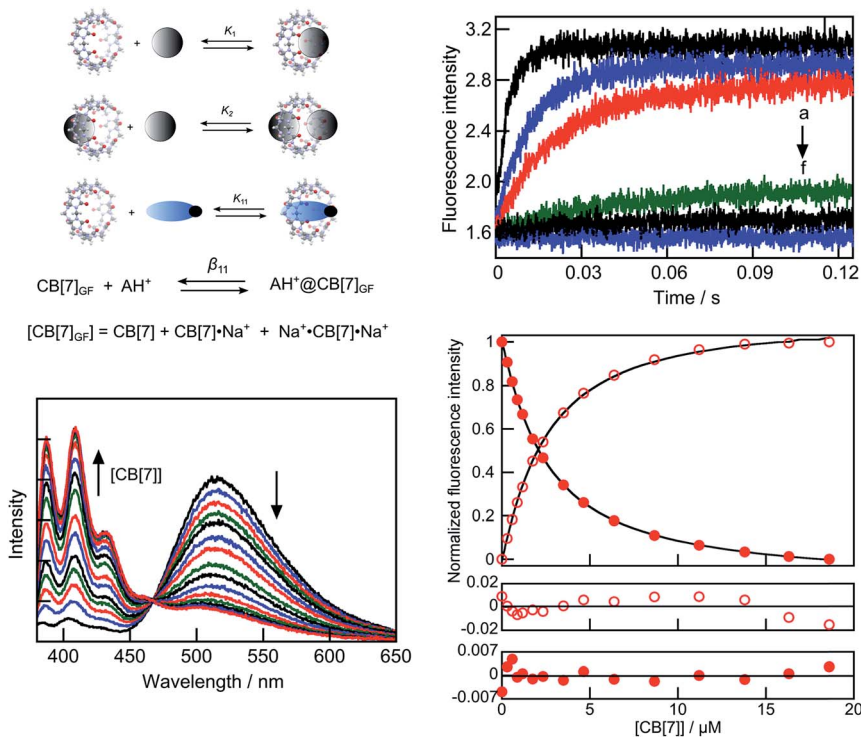 + K₁
+ K₂
+ K₁₁
β₁₁
CB[7]GF + AH⁺ AH⁺@CB[7]GF
[CB[7]GF] = CB[7] + CB[7]•Na⁺ + Na⁺•CB[7]•Na⁺
Fluorescence intensity
3.2
2.8
2.4
2.0
1.6
a
f
0 0.03 0.06 0.09 0.12
Time / s
Intensity
[CB[7]]
400 450 500 550 600 650
Wavelength / nm
Normalized fluorescence intensity
1
0.8
0.6
0.4
0.2
0
0.02
0
-0.02
0.007
0
-0.007
0 5 10 15 20
[CB[7]] / µM